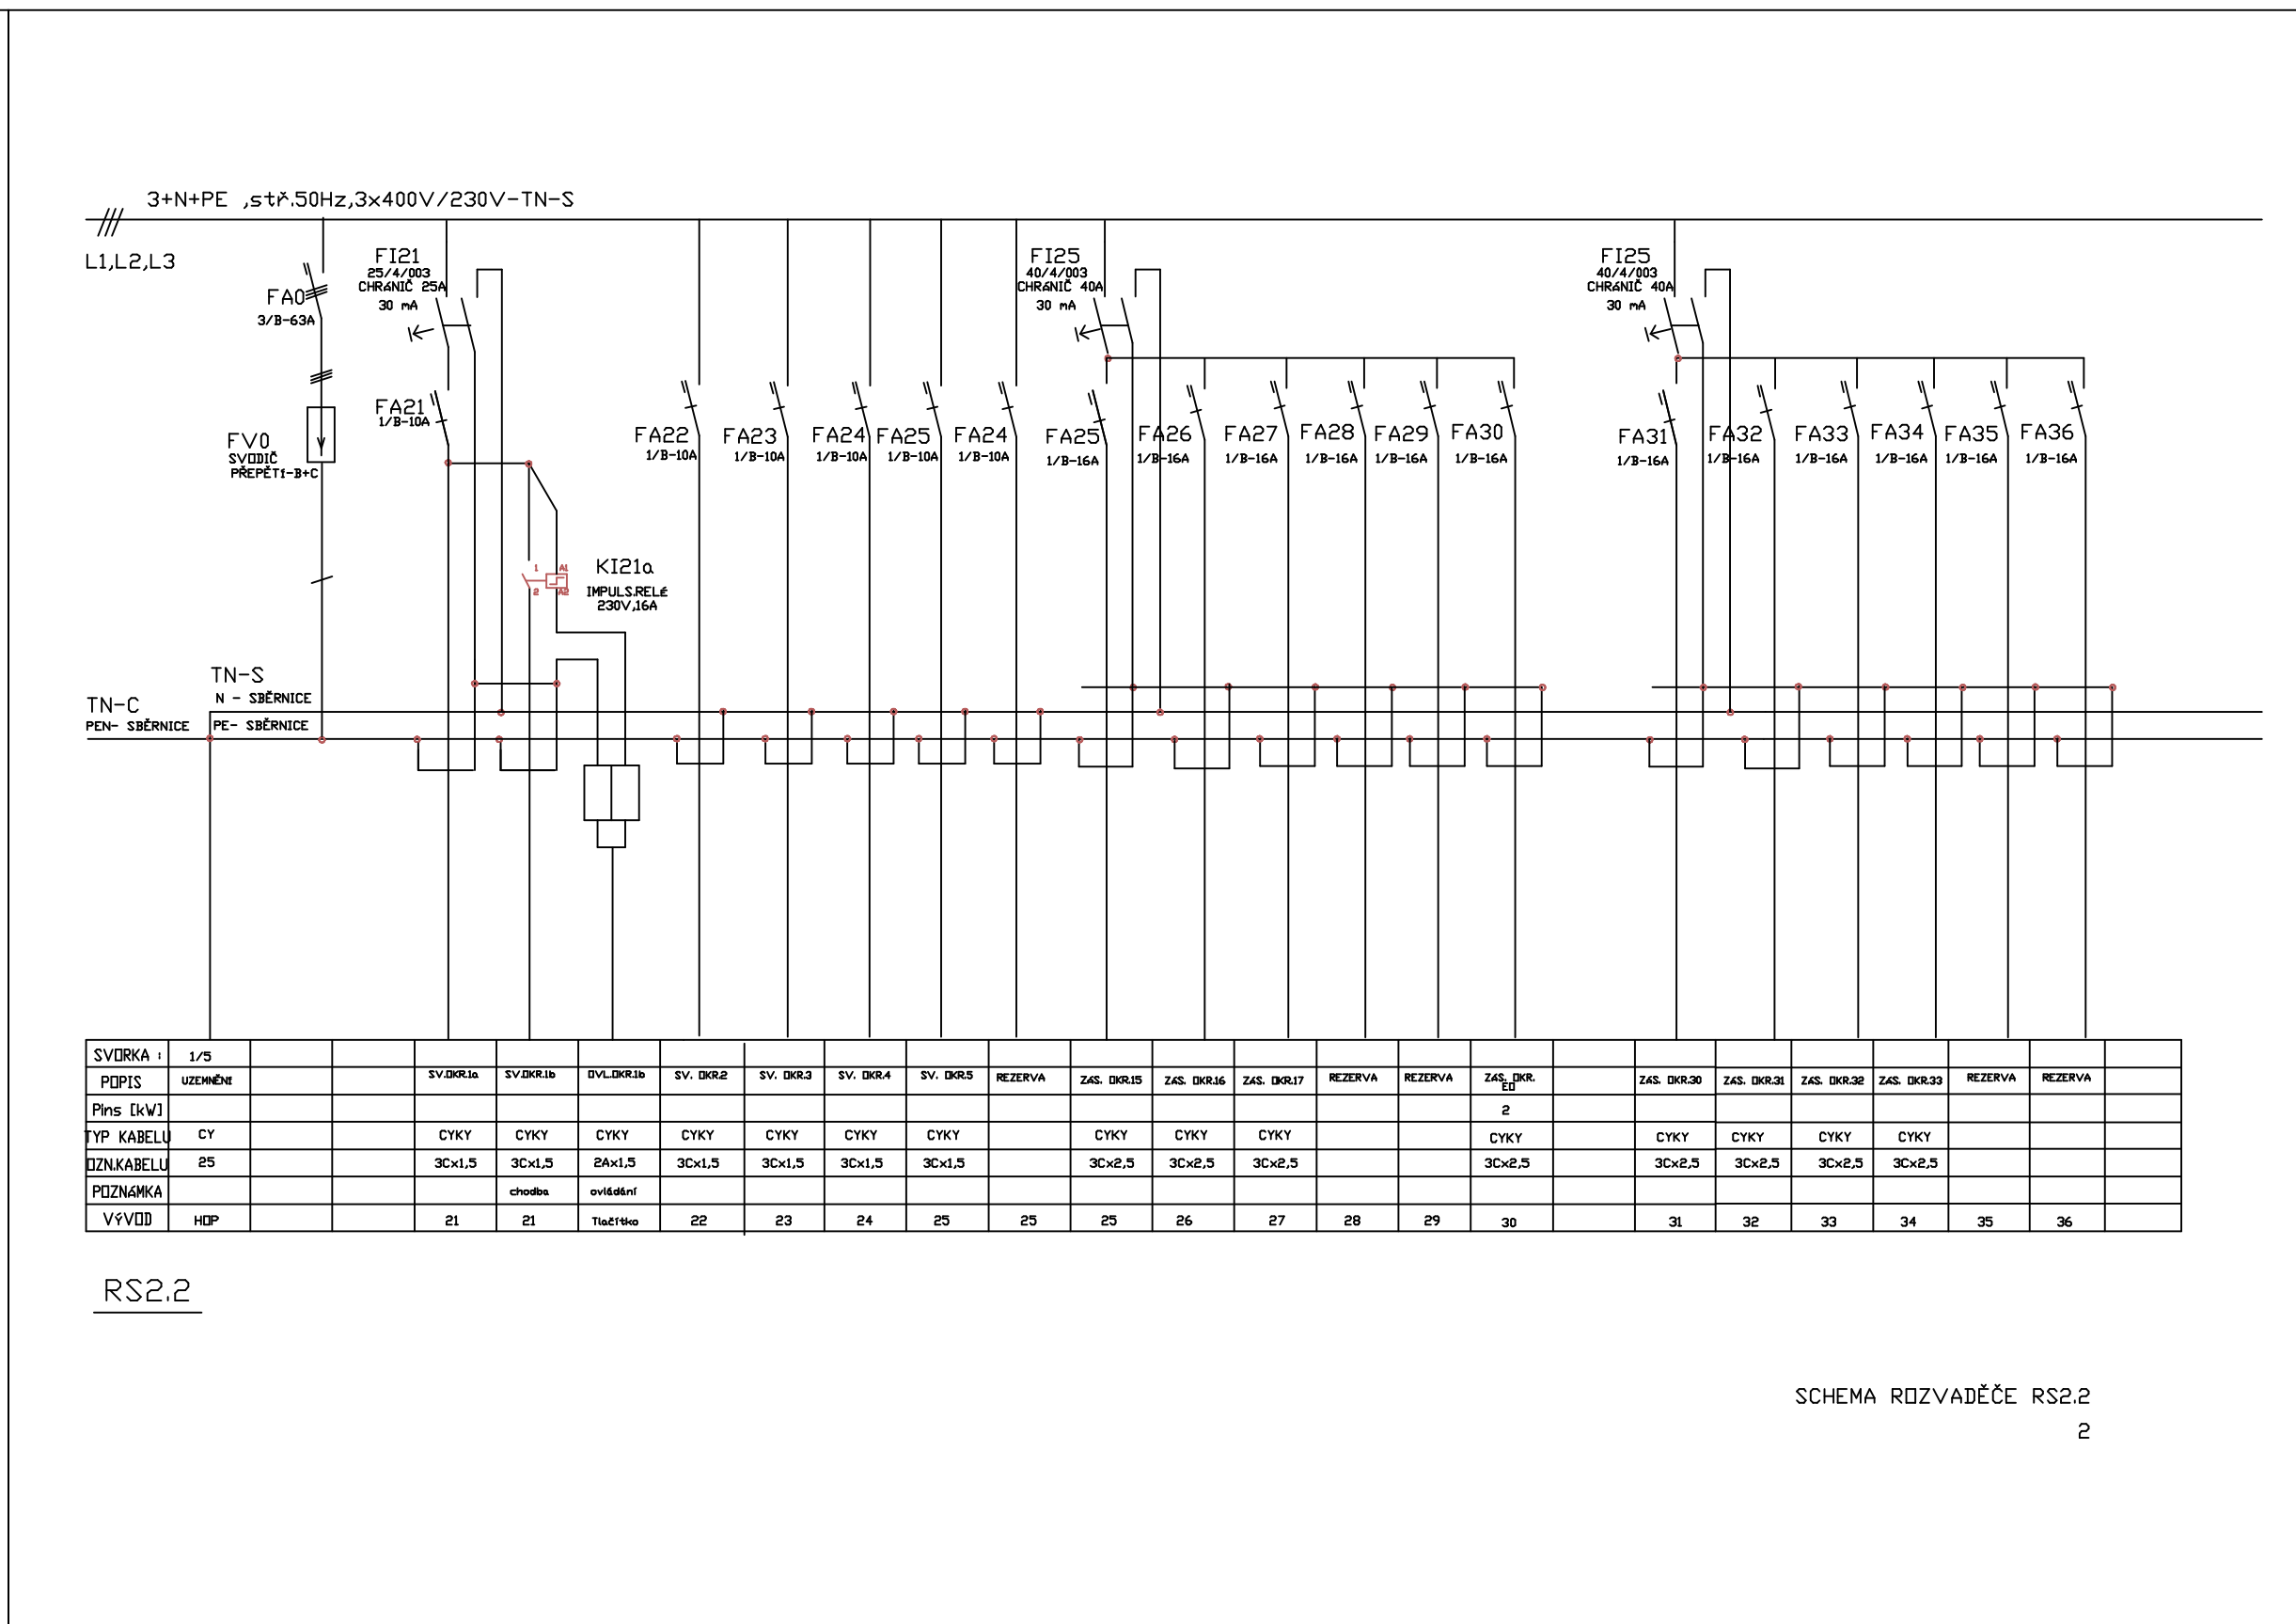 3+N+PE ,stř.50Hz,3x400V/230V-TN-S
L1,L2,L3
FA0
3/B-63A
FV0
SVODIČ
PŘEPĚTÍ-B+C
FI21
25/4/003
CHRÁNIČ 25A
30 mA
FA21
1/B-10A
KI21a
IMPULS.RELÉ
230V,16A
1
2
A1
A2
FA22
1/B-10A
FA23
1/B-10A
FA24
1/B-10A
FA25
1/B-10A
FA24
1/B-10A
FI25
40/4/003
CHRÁNIČ 40A
30 mA
FA25
1/B-16A
FA26
1/B-16A
FA27
1/B-16A
FA28
1/B-16A
FA29
1/B-16A
FA30
1/B-16A
FI25
40/4/003
CHRÁNIČ 40A
30 mA
FA31
1/B-16A
FA32
1/B-16A
FA33
1/B-16A
FA34
1/B-16A
FA35
1/B-16A
FA36
1/B-16A
TN-S
N - SBĚRNICE
TN-C
PEN- SBĚRNICE
PE- SBĚRNICE
SVORKA : 1/5
POPIS UZEMNĚNÍ SV.OKR.1a SV.OKR.1b OVL.OKR.1b SV. OKR.2 SV. OKR.3 SV. OKR.4 SV. OKR.5 REZERVA ZÁS. OKR.15 ZÁS. OKR.16 ZÁS. OKR.17 REZERVA REZERVA ZÁS. OKR. EO ZÁS. OKR.30 ZÁS. OKR.31 ZÁS. OKR.32 ZÁS. OKR.33 REZERVA REZERVA
Pins [kW] 2
TYP KABELU CY CYKY CYKY CYKY CYKY CYKY CYKY CYKY CYKY CYKY CYKY CYKY CYKY CYKY CYKY CYKY
OZN.KABELU 25 3Cx1,5 3Cx1,5 2Ax1,5 3Cx1,5 3Cx1,5 3Cx1,5 3Cx1,5 3Cx2,5 3Cx2,5 3Cx2,5 3Cx2,5 3Cx2,5 3Cx2,5 3Cx2,5 3Cx2,5
POZNÁMKA chodba ovládání
VÝVOD HOP 21 21 Tlačítko 22 23 24 25 25 25 26 27 28 29 30 31 32 33 34 35 36
RS2.2
SCHEMA ROZVADĚČE RS2.2
2